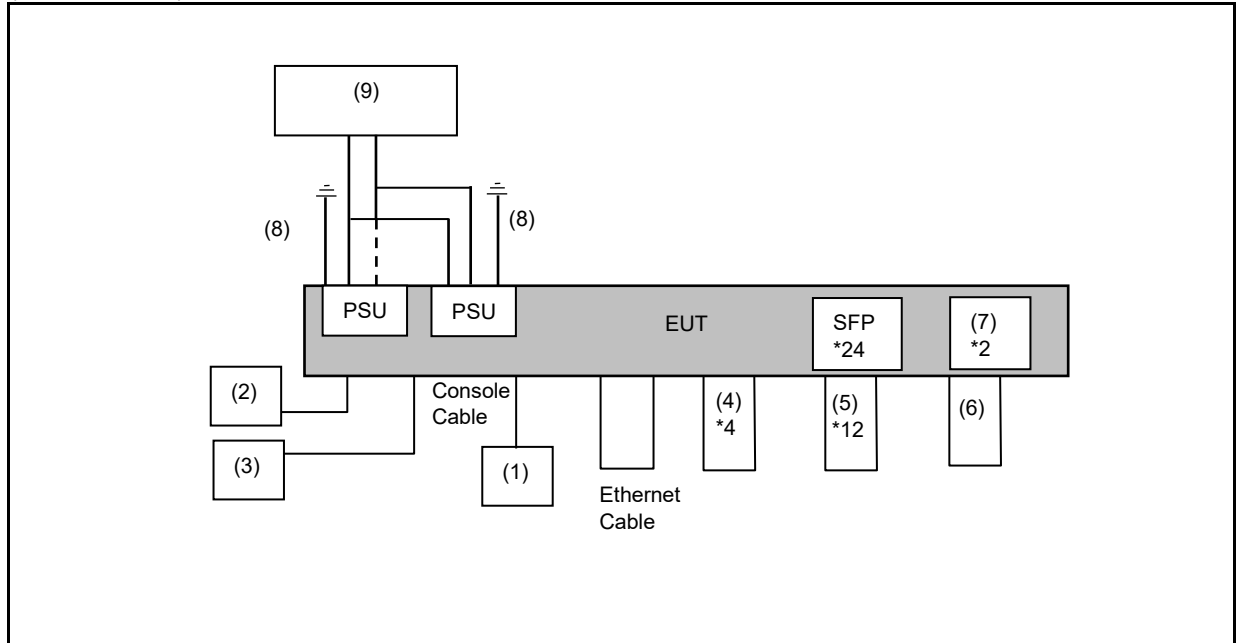 (9)
(8)
(8)
PSU
PSU
EUT
SFP
*24
(7)
*2
(2)
Console
Cable
(4)
*4
(5)
*12
(6)
(3)
(1)
Ethernet
Cable